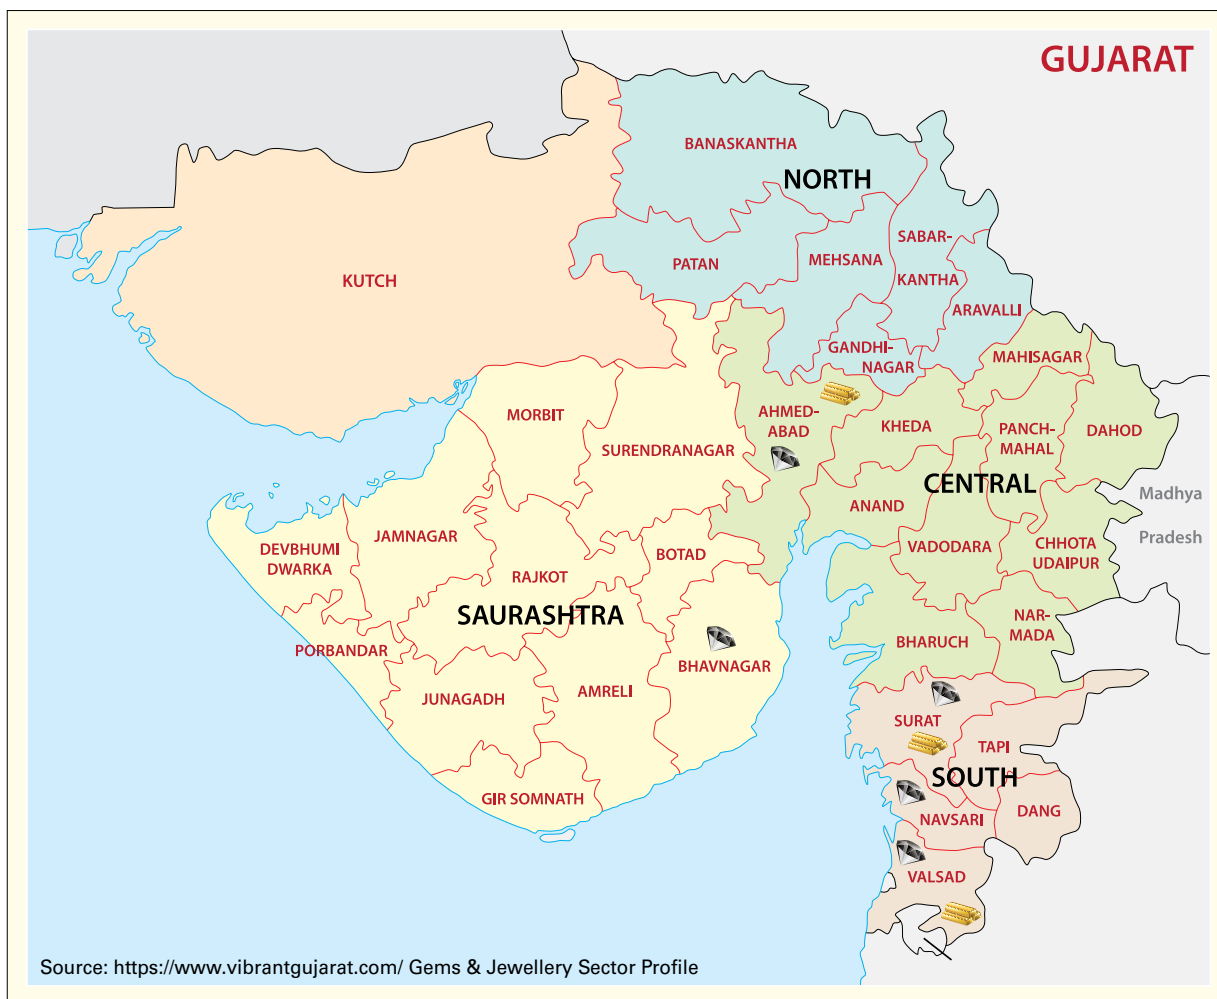 GUJARAT
BANASKANTHA
NORTH
SABAR-
KANTHA
PATAN
MEHSANA
KUTCH
ARAVALLI
GANDHI-
NAGAR
MAHISAGAR
MORBIT
AHMED-
ABAD
KHEDA
PANCH-
MAHAL
DAHOD
SURENDRANAGAR
CENTRAL
Madhya
Pradesh
ANAND
JAMNAGAR
DEVBHUMI
DWARKA
BOTAD
VADODARA
CHHOTA
UDAIPUR
RAJKOT
SAURASHTRA
NAR-
MADA
PORBANDAR
BHARUCH
BHAVNAGAR
JUNAGADH
AMRELI
SURAT
TAPI
SOUTH
GIR SOMNATH
NAVSARI
DANG
VALSAD
Source: https://www.vibrantgujarat.com/ Gems & Jewellery Sector Profile